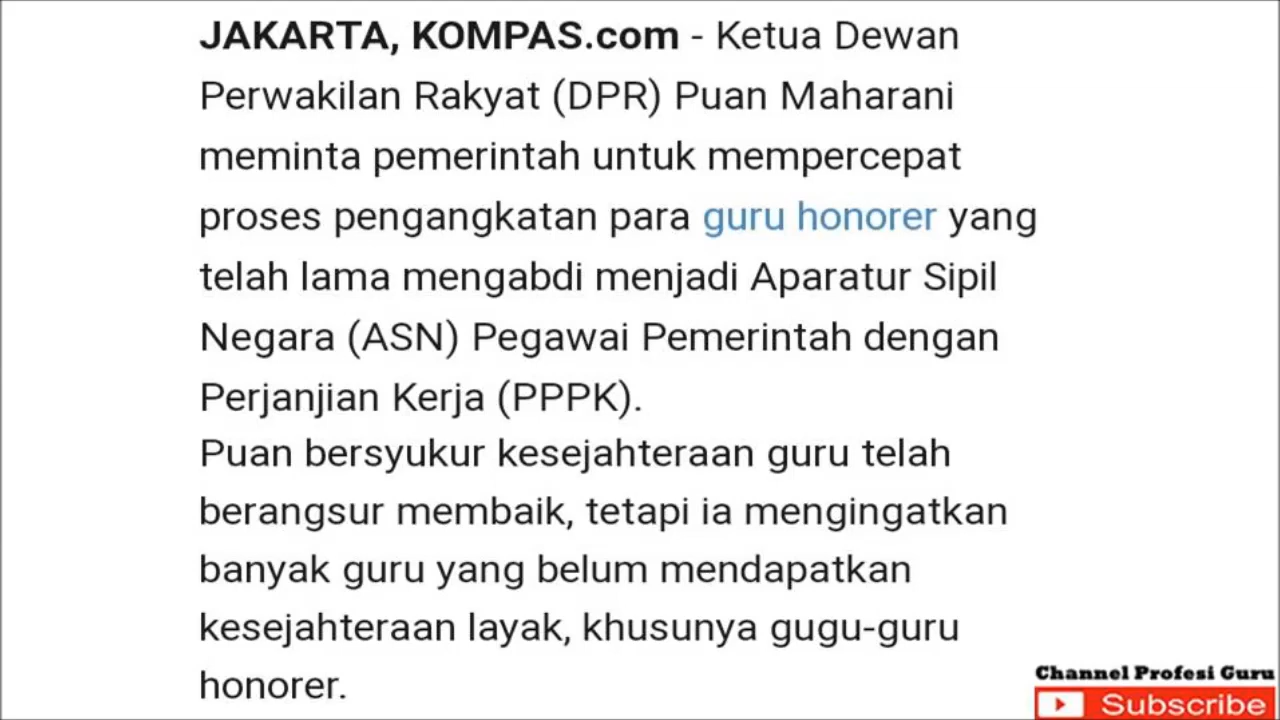 JAKARTA, KOMPAS.com - Ketua Dewan
Perwakilan Rakyat (DPR) Puan Maharani
meminta pemerintah untuk mempercepat
proses pengangkatan para guru honorer yang
telah lama mengabdi menjadi Aparatur Sipil
Negara (ASN) Pegawai Pemerintah dengan
Perjanjian Kerja (PPPK).
Puan bersyukur kesejahteraan guru telah
berangsur membaik, tetapi ia mengingatkan
banyak guru yang belum mendapatkan
kesejahteraan layak, khusunya gugu-guru
honorer.
Channel Profesi Guru
Subscribe